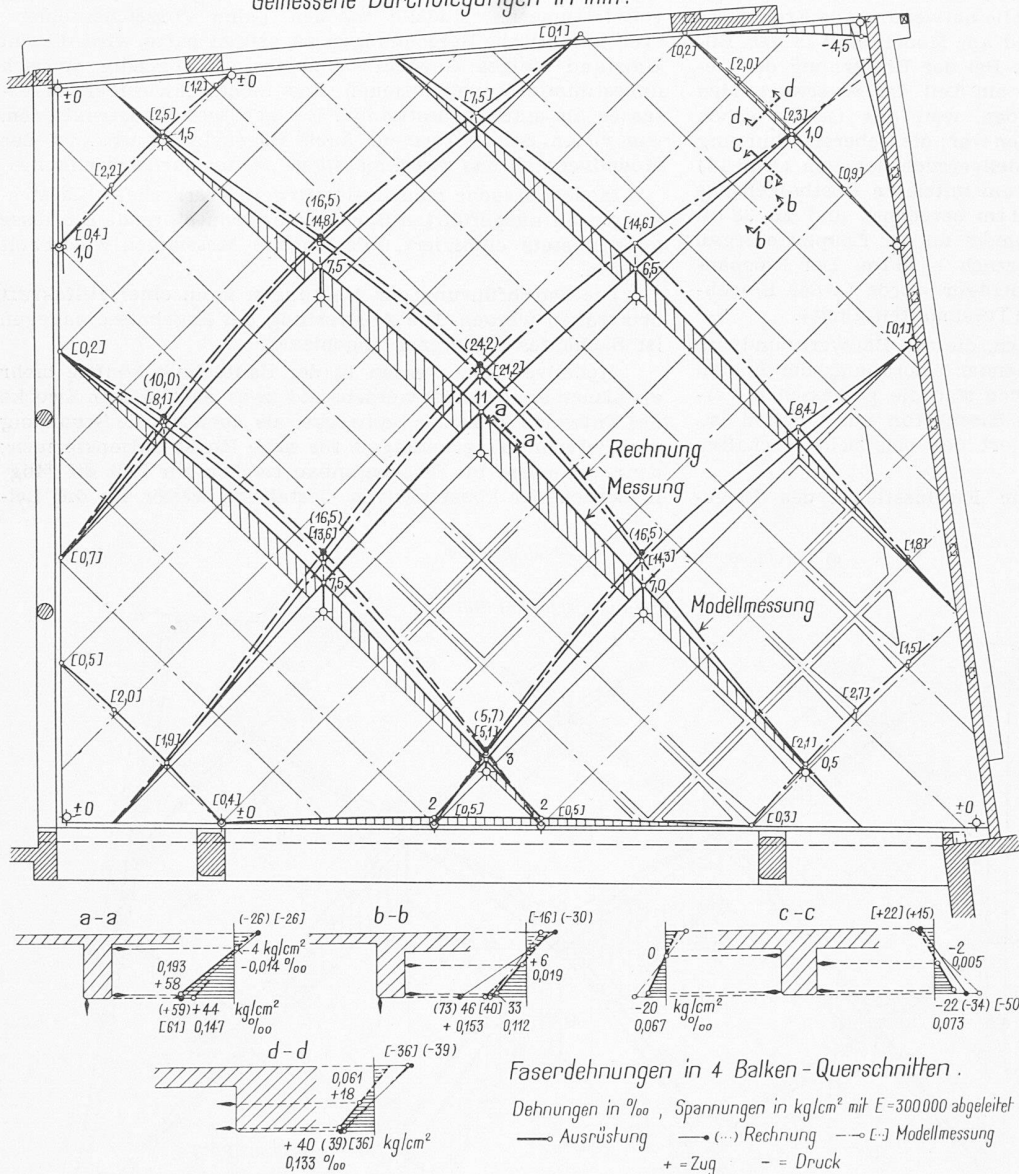 Gemessene Durchbiegungen in mm.
[0,1]
[0,2]
-4,5
±0
[1,2]
±0
[2,0]
d
[2,5]
1,5
[7,5]
d
[2,3]
1,0
c
[2,2]
c
[0,9]
b
(16,5)
[14,8]
[0,4]
1,0
[14,6]
b
7,5
6,5
[0,1]
[0,2]
(24,2)
[21,2]
(10,0)
[8,1]
11
a
[8,4]
a
Rechnung
Messung
(16,5)
[13,6]
(16,5)
[14,3]
[0,7]
[1,8]
7,5
7,0
Modellmessung
[0,5]
[1,5]
[2,0]
[2,7]
(5,7)
[5,1]
[1,9]
3
[2,1]
0,5
±0
[0,4]
±0
2
[0,5]
2
[0,5]
[0,3]
±0
a-a
(-26) [-26]
-4 kg/cm²
-0,014 ‰
0,193
+58
(+59) +44 kg/cm²
[61] 0,147 ‰
b-b
[-16] (-30)
+6
0,019
(73) 46 [40] 33
+ 0,153 0,112
c-c
[+22] (+15)
0
-2
0,005
-20 kg/cm²
0,067 ‰
-22 (-34) [-50
0,073
d-d
[-36] (-39)
0,061
+18
+ 40 (39) [36] kg/cm²
0,133 ‰
Faserdehnungen in 4 Balken-Querschnitten.
Dehnungen in ‰, Spannungen in kg/cm² mit E=300000 abgeleitet
Ausrüstung (···) Rechnung [··] Modellmessung
+ = Zug - = Druck